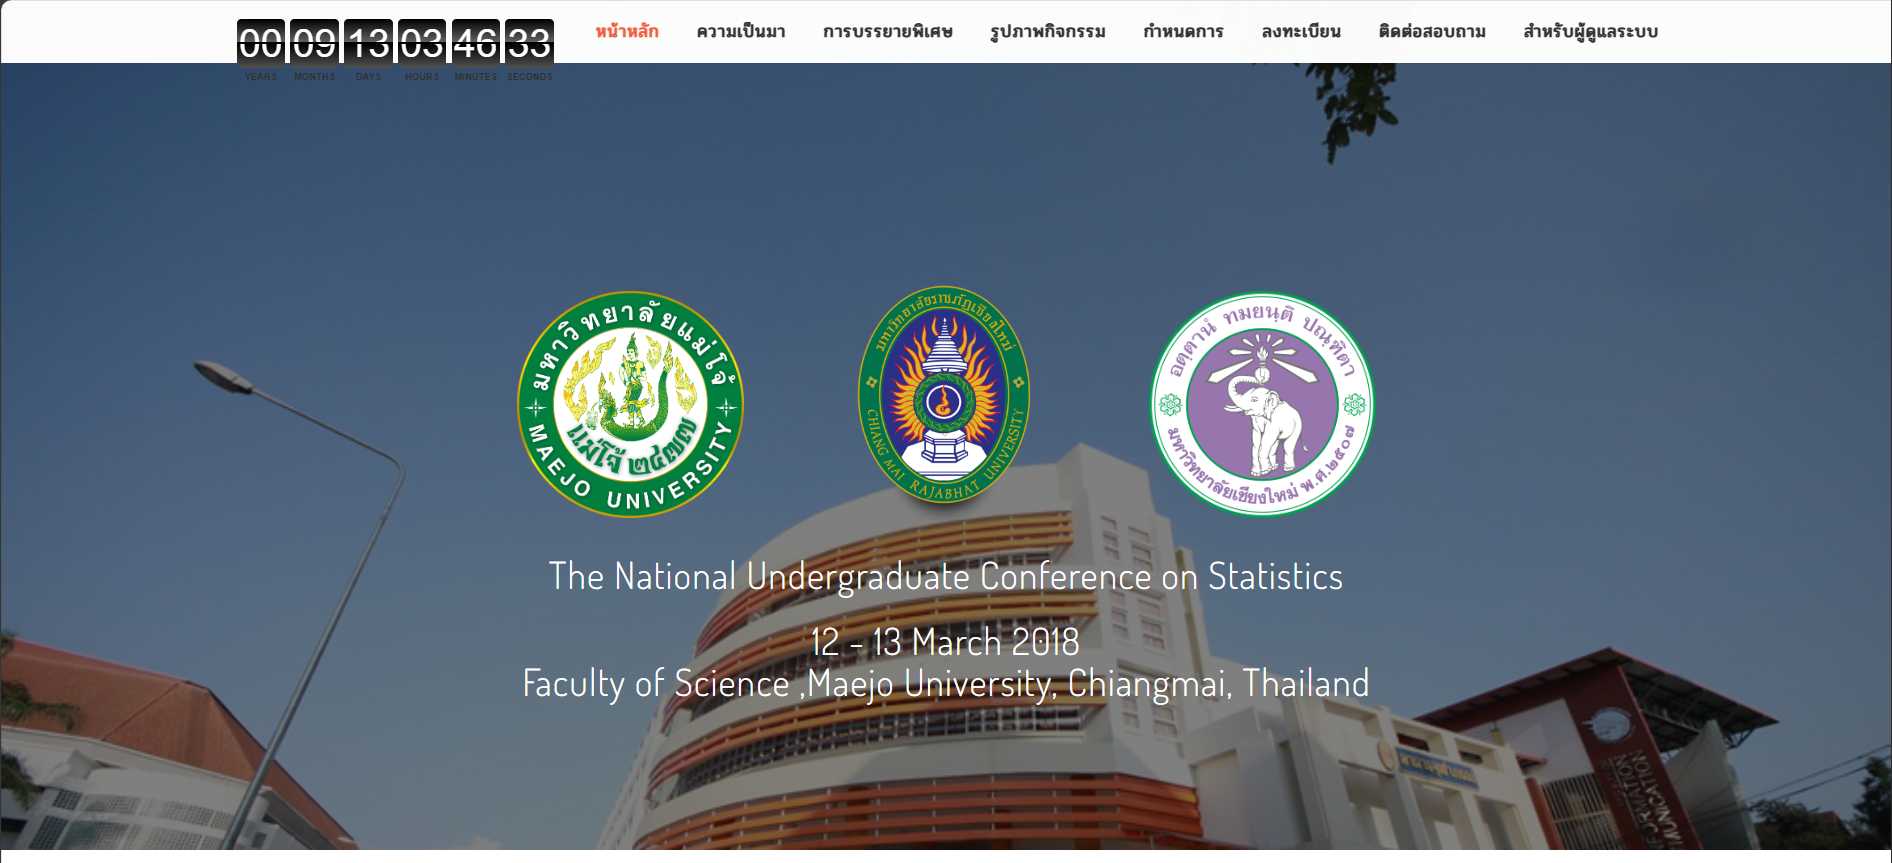 00 09 13 03 46 33
YEARS MONTHS DAYS HOURS MINUTES SECONDS
หน้าหลัก ความเป็นมา การบรรยายพิเศษ รูปภาพกิจกรรม กำหนดการ ลงทะเบียน ติดต่อสอบถาม สำหรับผู้ดูแลระบบ
มหาวิทยาลัยแม่โจ้
แม่โจ้ ๒๔๗๗
MAEJO UNIVERSITY
มหาวิทยาลัยราชภัฏเชียงใหม่
CHIANG MAI RAJABHAT UNIVERSITY
อตฺตานํ ทมยนฺติ ปณฺฑิตา
มหาวิทยาลัยเชียงใหม่ พ.ศ.๒๕๐๗
The National Undergraduate Conference on Statistics
12 - 13 March 2018
Faculty of Science ,Maejo University, Chiangmai, Thailand